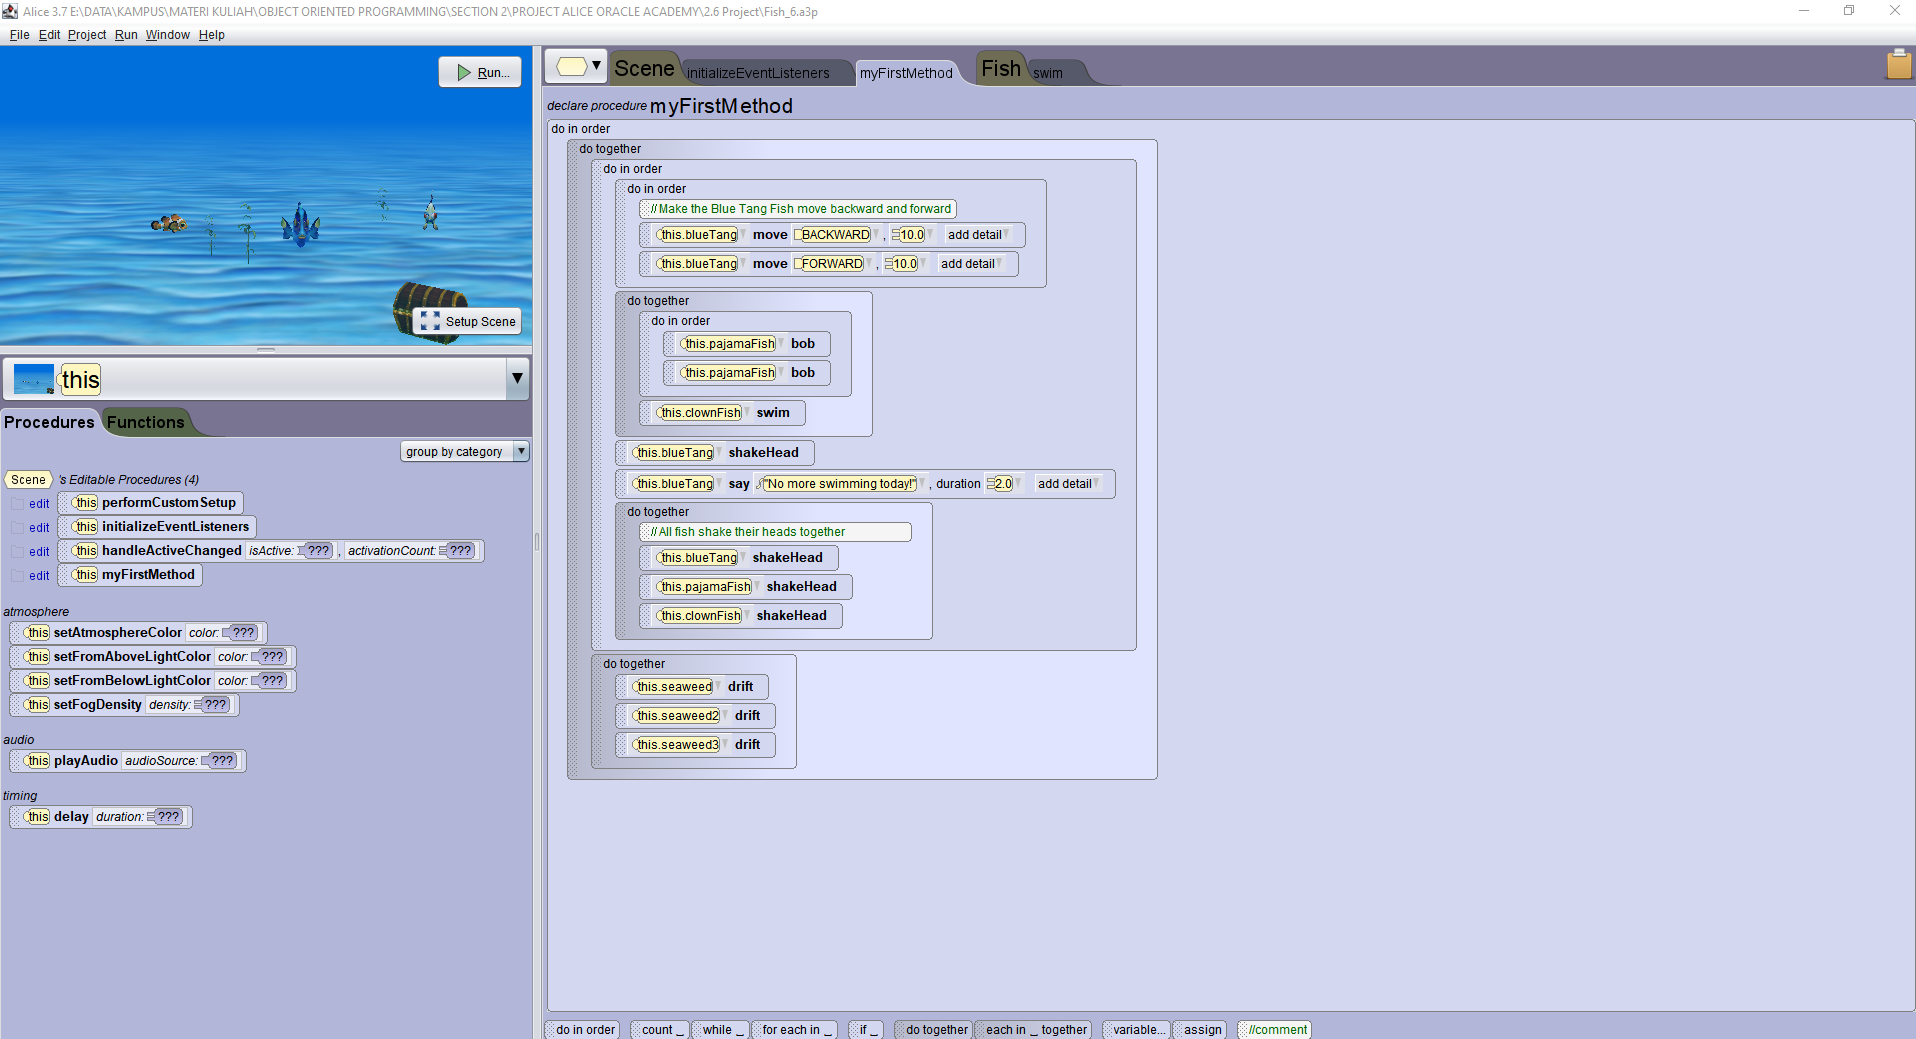 Alice 3.7 E:\DATA\KAMPUS\MATERI KULIAH\OBJECT ORIENTED PROGRAMMING\SECTION 2\PROJECT ALICE ORACLE ACADEMY\2.6 Project\Fish_6.a3p
File Edit Project Run Window Help
Run...
Setup Scene
this
Procedures Functions
group by category
Scene 's Editable Procedures (4)
edit this performCustomSetup
edit this initializeEventListeners
edit this handleActiveChanged isActive: ??? , activationCount: ???
edit this myFirstMethod
atmosphere
this setAtmosphereColor color: ???
this setFromAboveLightColor color: ???
this setFromBelowLightColor color: ???
this setFogDensity density: ???
audio
this playAudio audioSource: ???
timing
this delay duration: ???
Scene initializeEventListeners myFirstMethod Fish swim
declare procedure myFirstMethod
do in order
do together
do in order
do in order
//Make the Blue Tang Fish move backward and forward
this.blueTang move BACKWARD , 10.0 add detail
this.blueTang move FORWARD , 10.0 add detail
do together
do in order
this.pajamaFish bob
this.pajamaFish bob
this.clownFish swim
this.blueTang shakeHead
this.blueTang say "No more swimming today!" , duration 2.0 add detail
do together
//All fish shake their heads together
this.blueTang shakeHead
this.pajamaFish shakeHead
this.clownFish shakeHead
do together
this.seaweed drift
this.seaweed2 drift
this.seaweed3 drift
do in order count _ while _ for each in _ if _ do together each in _ together variable... assign //comment